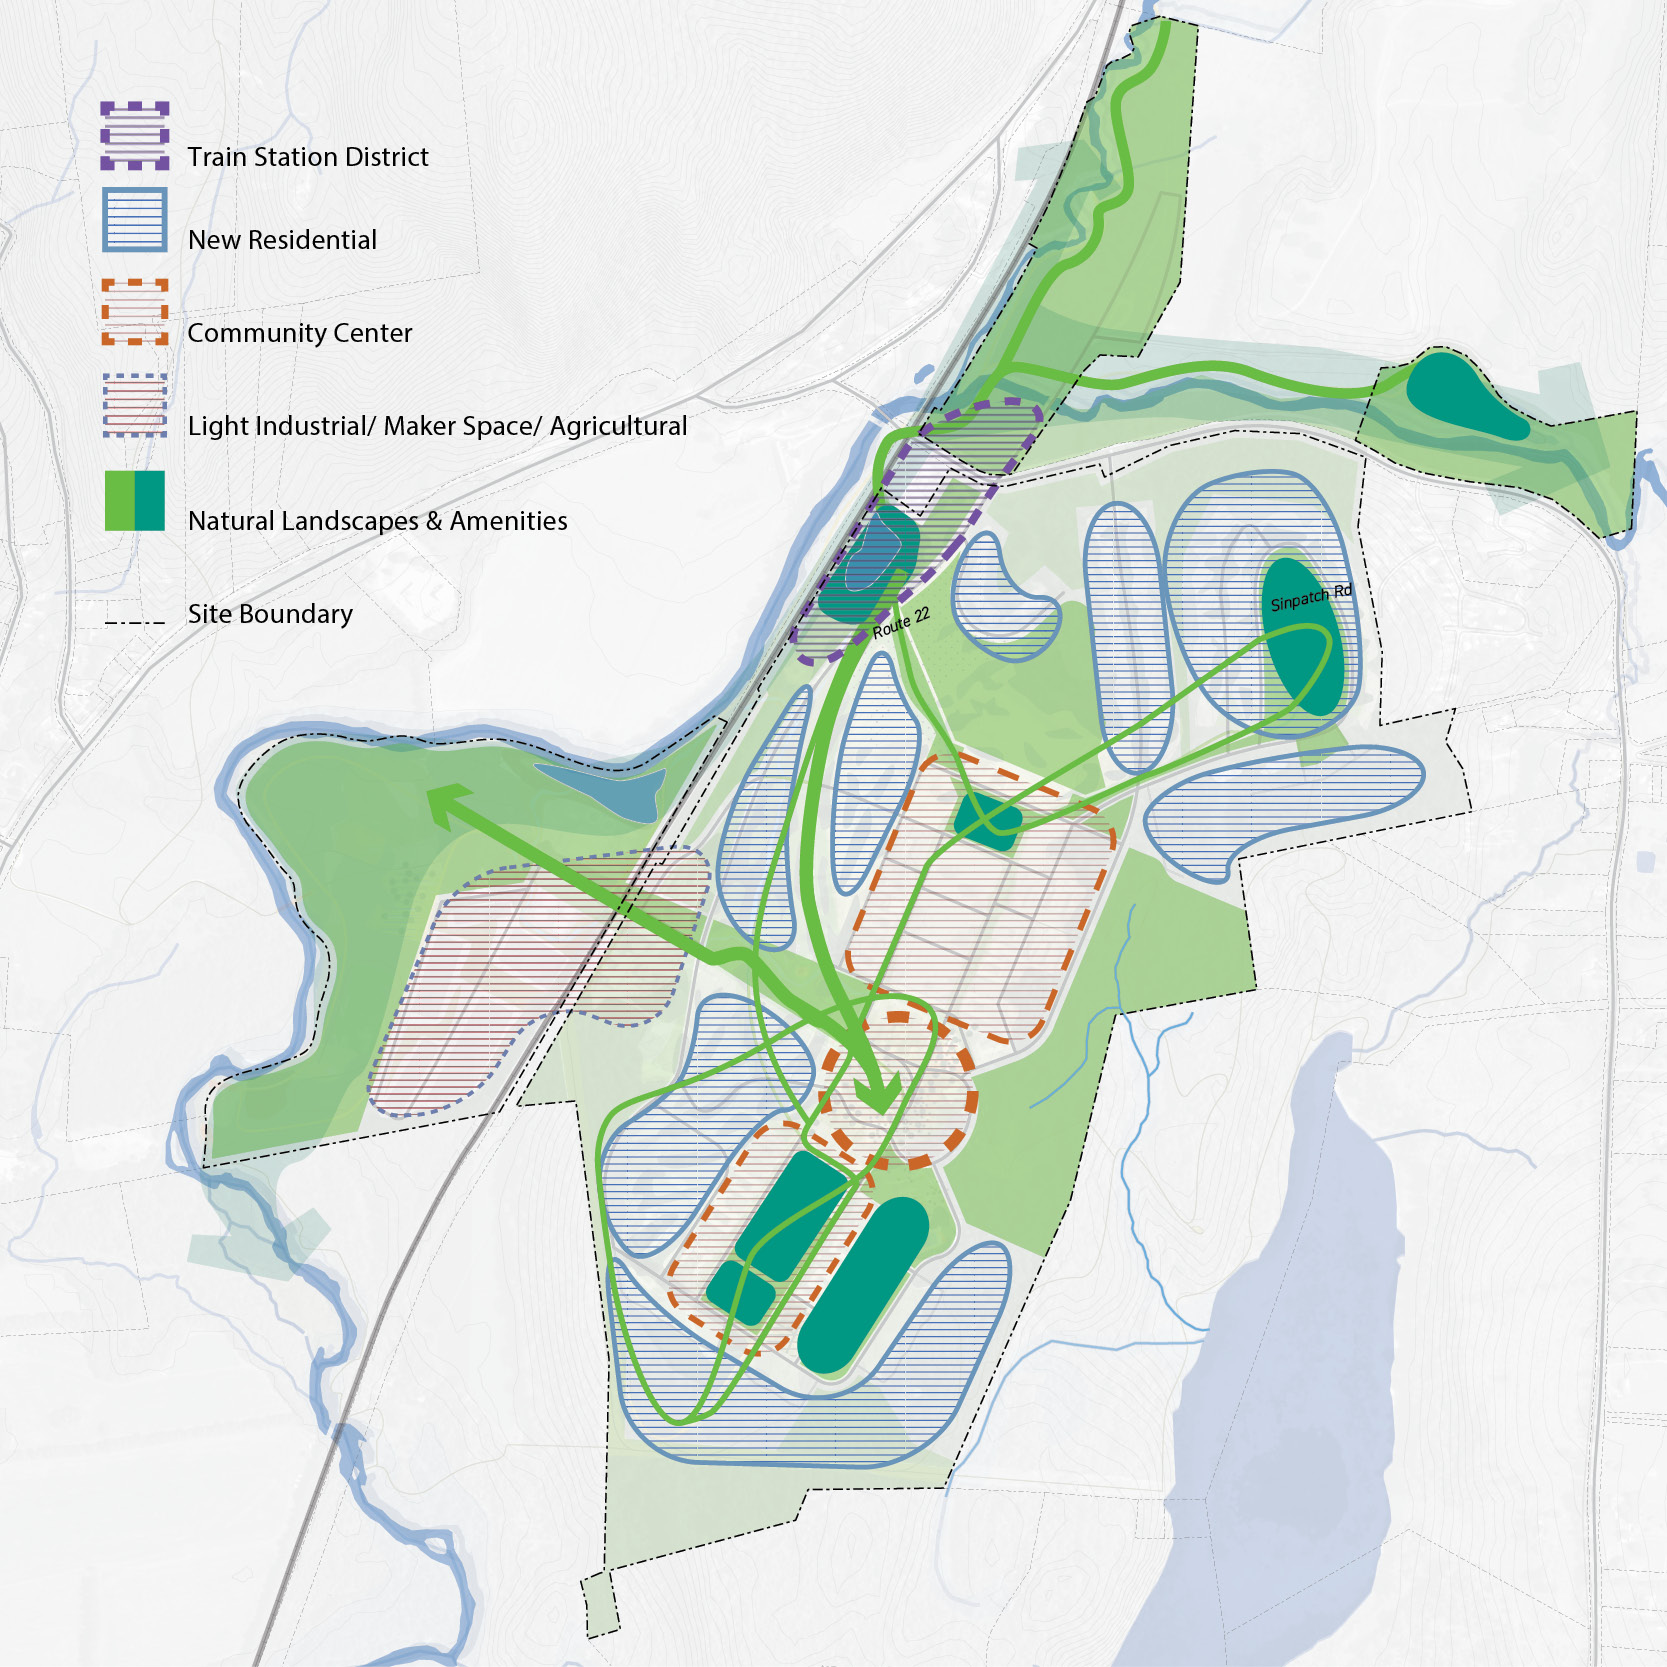 Train Station District
New Residential
Community Center
Light Industrial/ Maker Space/ Agricultural
Natural Landscapes & Amenities
Site Boundary
Sinpatch Rd
Route 22